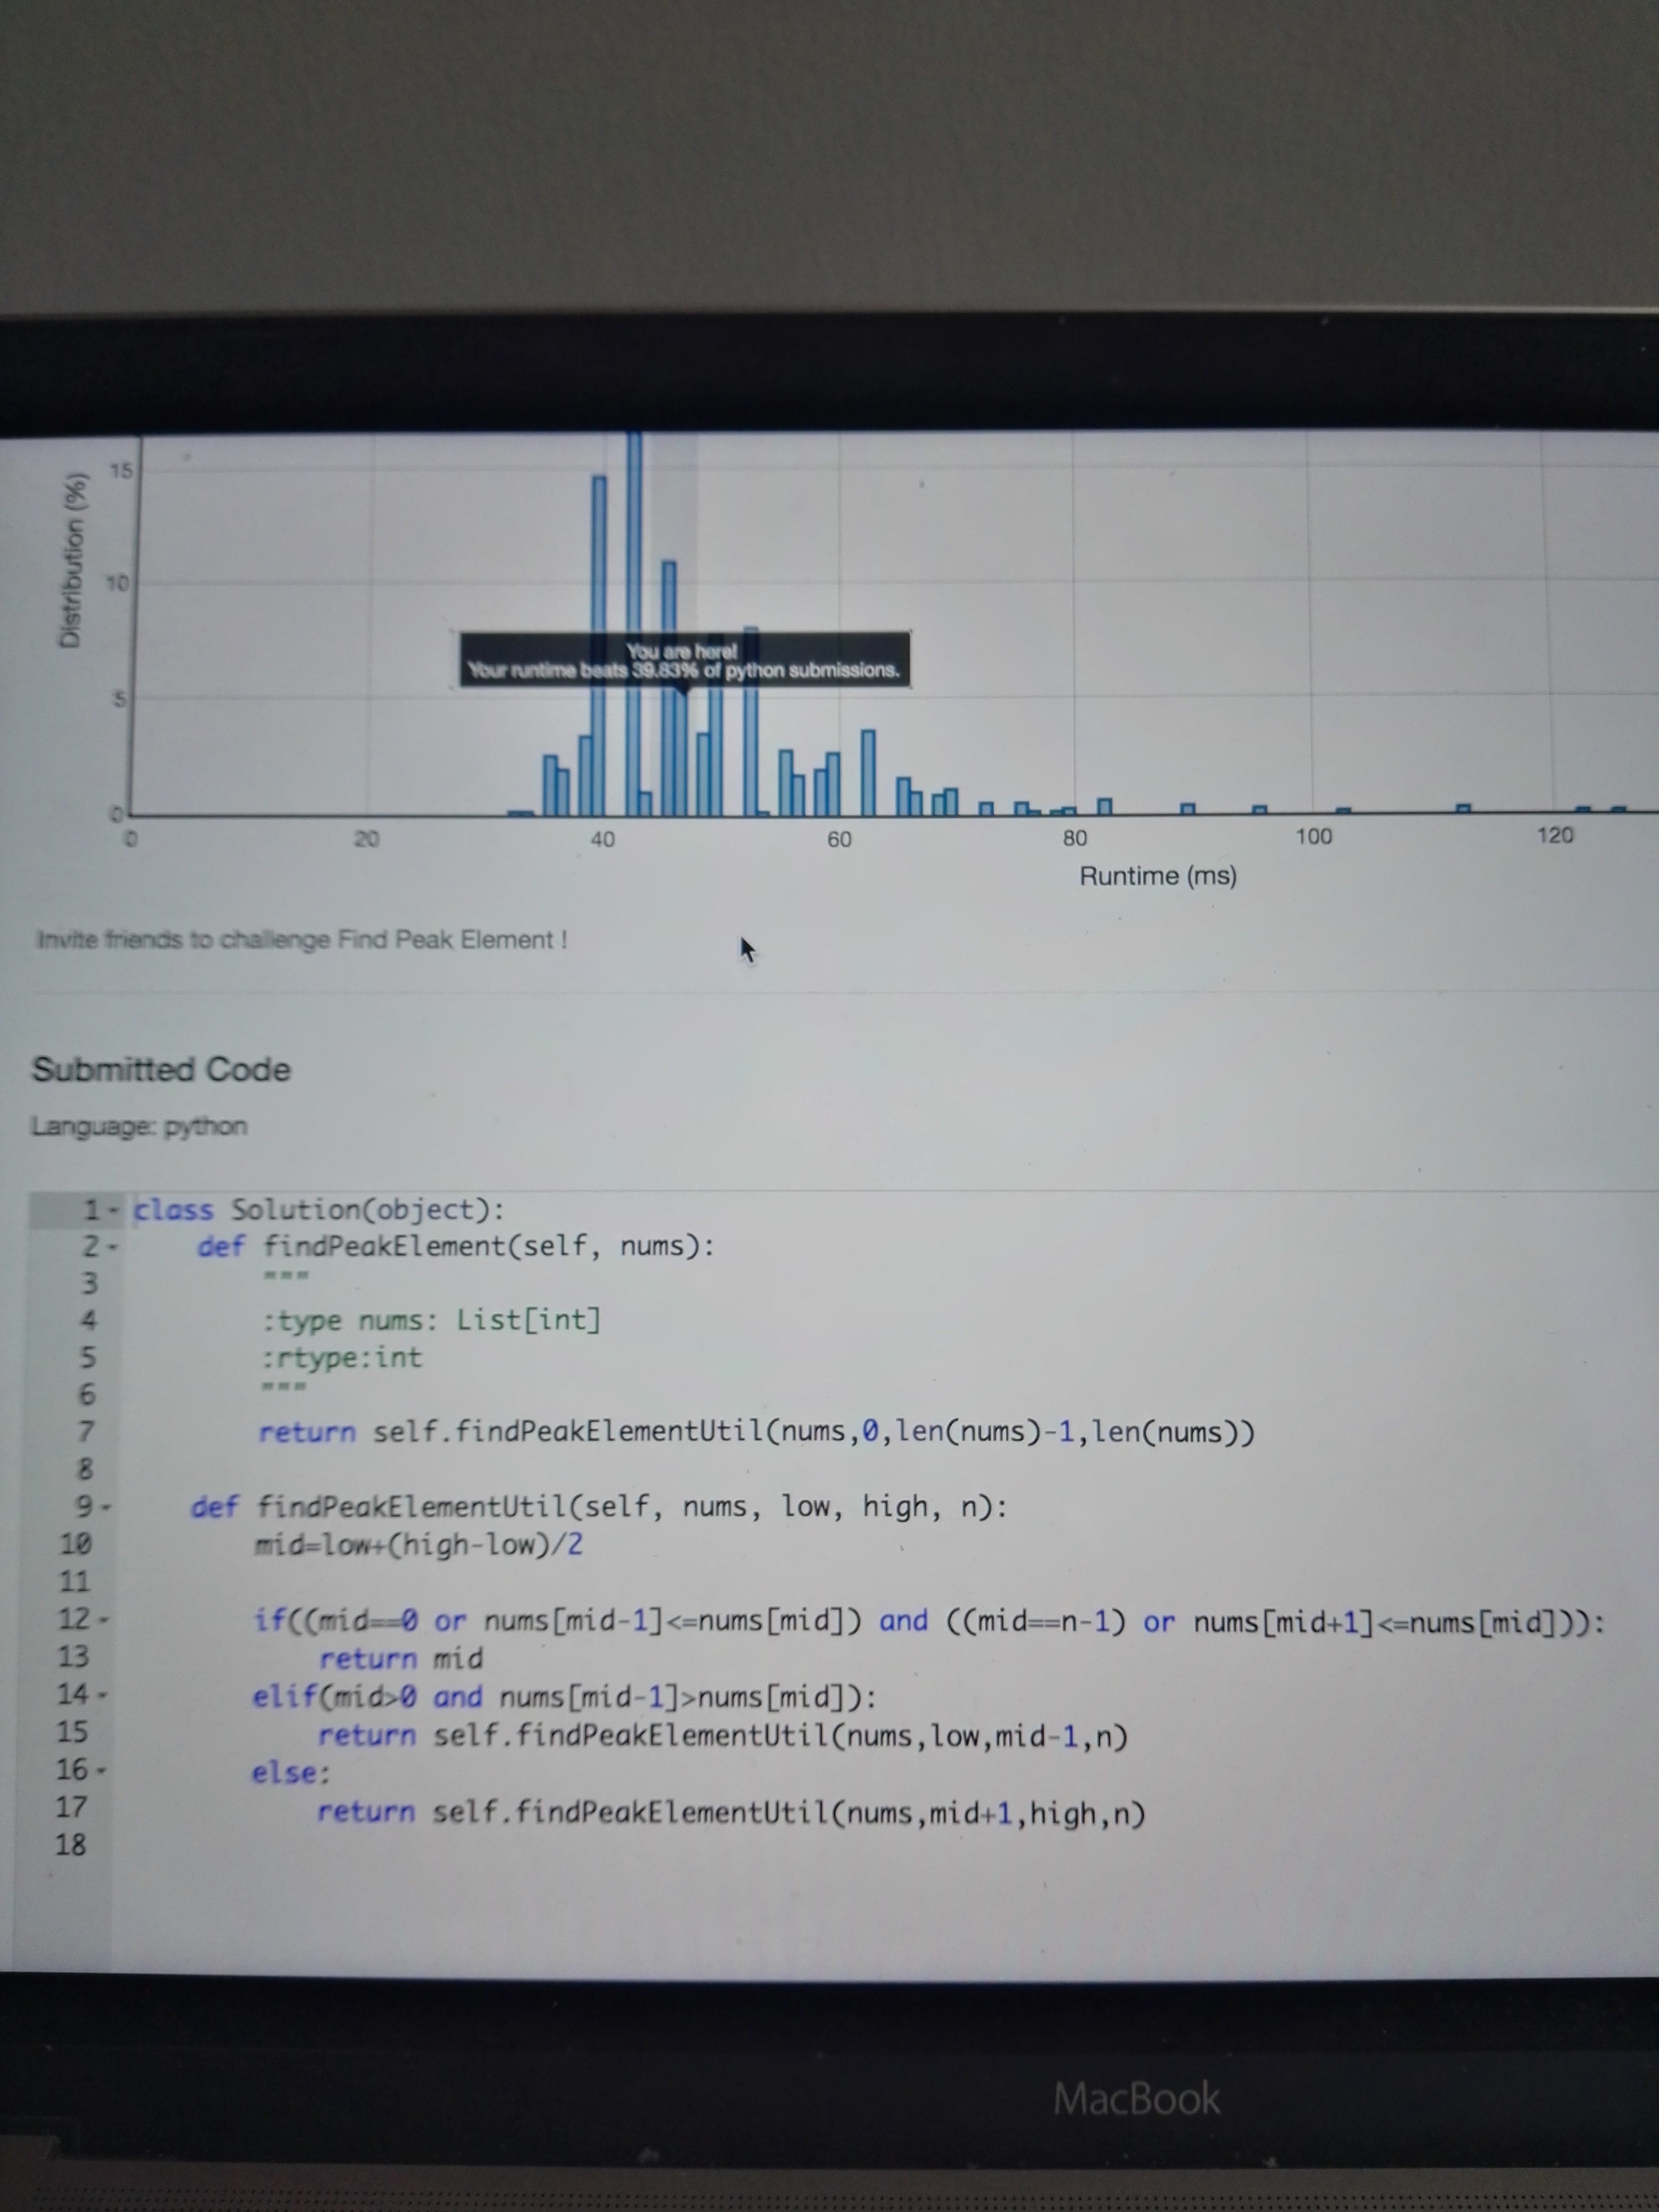 Distribution (%)
15
10
5
0
You are here!
Your runtime beats 39.83% of python submissions.
0 20 40 60 80 100 120
Runtime (ms)
Invite friends to challenge Find Peak Element !
Submitted Code
Language: python
1 class Solution(object):
2     def findPeakElement(self, nums):
3         """
4         :type nums: List[int]
5         :rtype:int
6         """
7         return self.findPeakElementUtil(nums,0,len(nums)-1,len(nums))
8
9     def findPeakElementUtil(self, nums, low, high, n):
10         mid=low+(high-low)/2
11
12         if((mid==0 or nums[mid-1]<=nums[mid]) and ((mid==n-1) or nums[mid+1]<=nums[mid])):
13             return mid
14         elif(mid>0 and nums[mid-1]>nums[mid]):
15             return self.findPeakElementUtil(nums,low,mid-1,n)
16         else:
17             return self.findPeakElementUtil(nums,mid+1,high,n)
18
MacBook